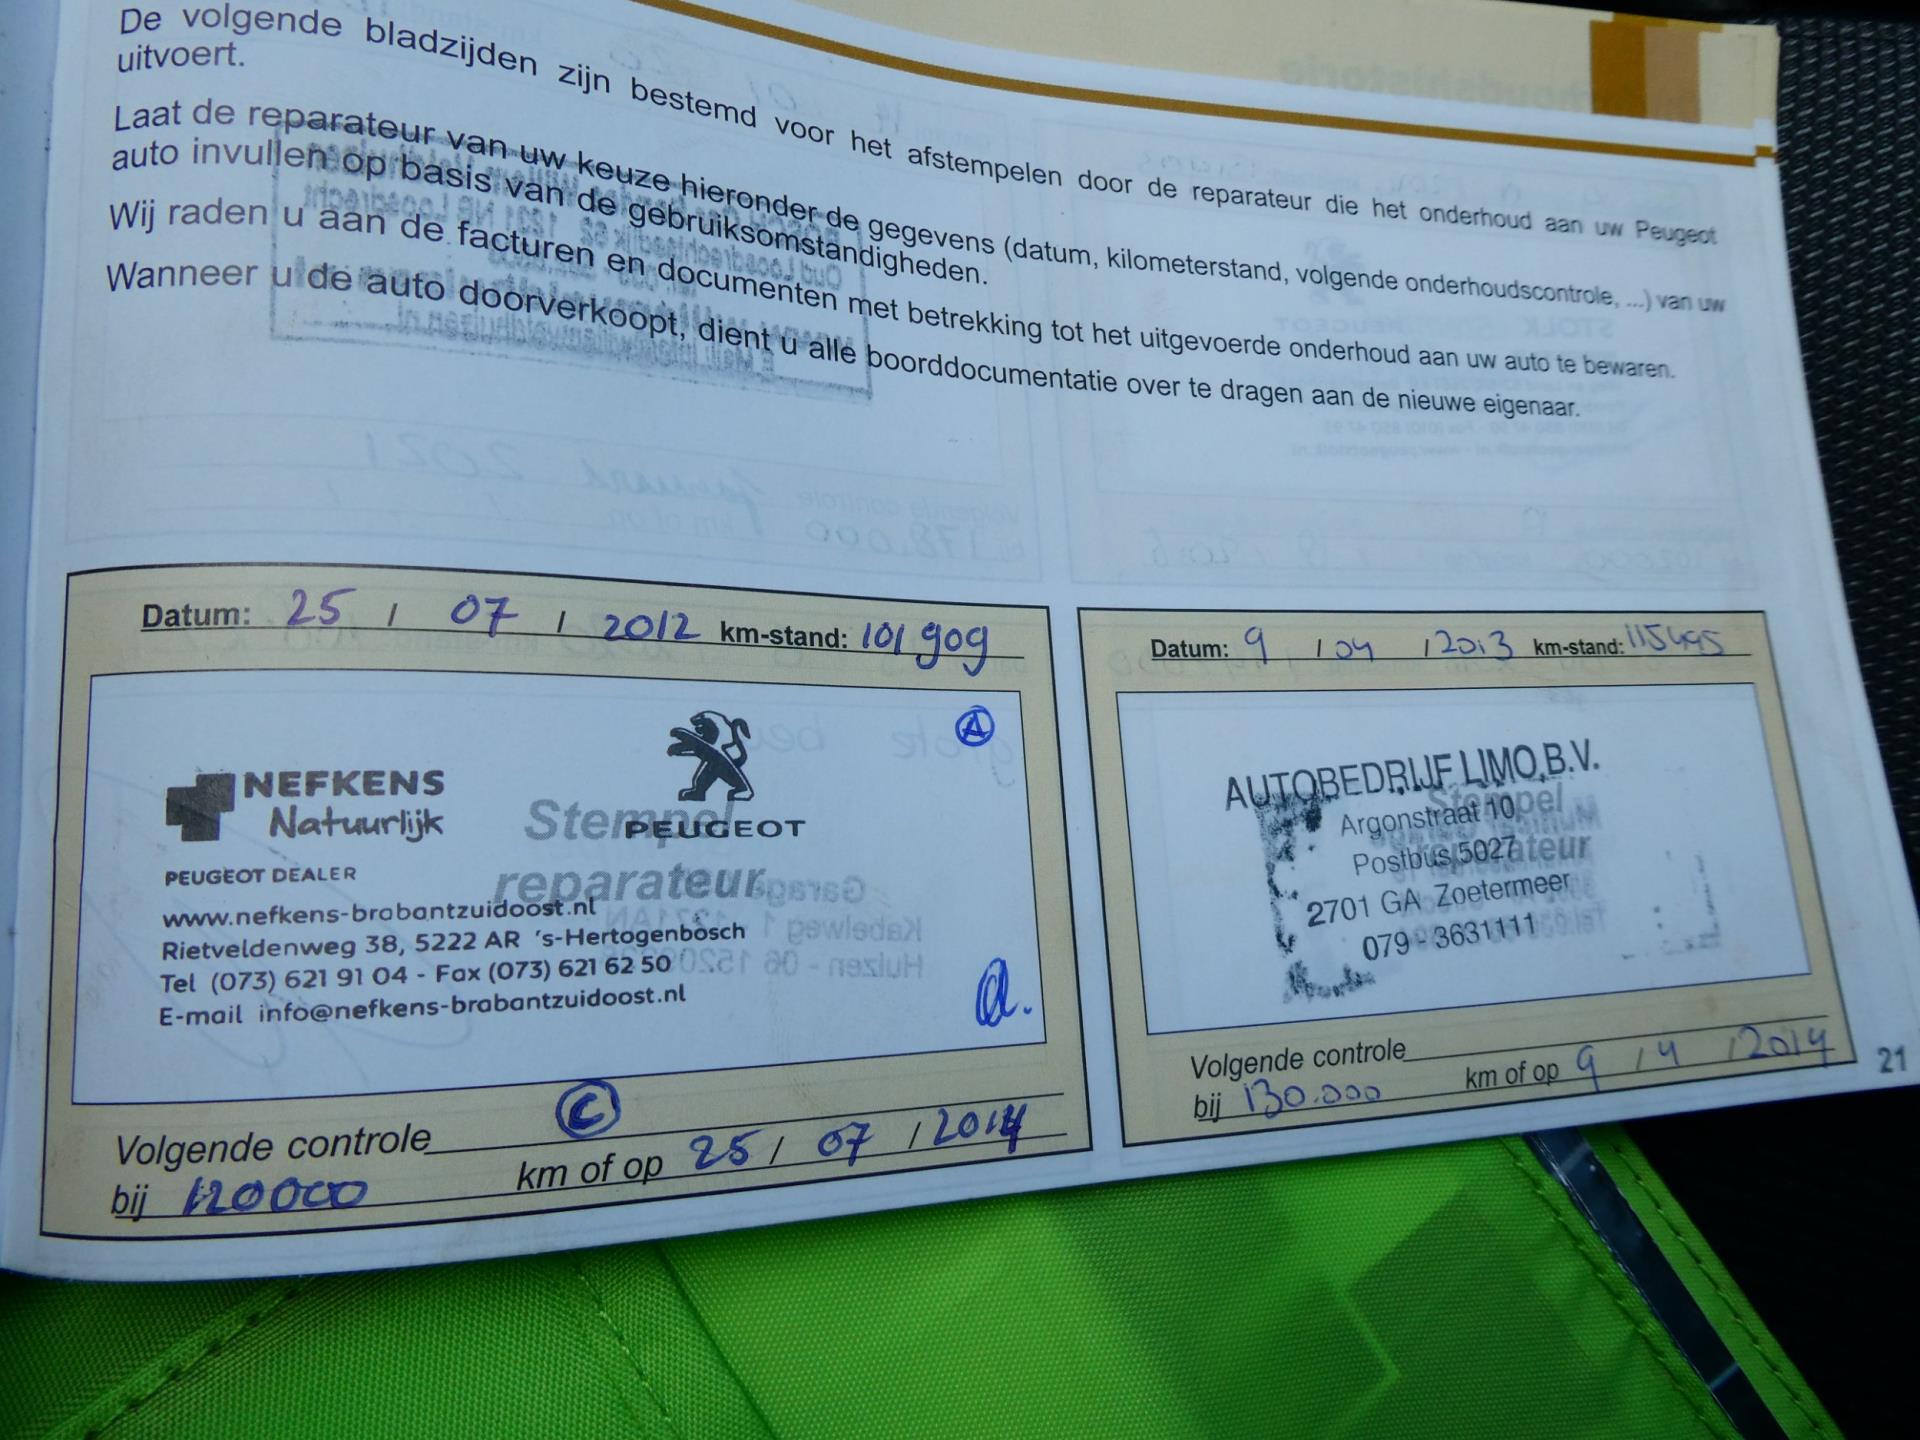 De volgende bladzijden zijn bestemd voor het afstempelen door de reparateur die het onderhoud aan uw Peugeot
uitvoert.
Laat de reparateur van uw keuze hieronder de gegevens (datum, kilometerstand, volgende onderhoudscontrole, ...) van uw
auto invullen op basis van de gebruiksomstandigheden.
Wij raden u aan de facturen en documenten met betrekking tot het uitgevoerde onderhoud aan uw auto te bewaren.
Wanneer u de auto doorverkoopt, dient u alle boorddocumentatie over te dragen aan de nieuwe eigenaar.
Datum: 25 / 07 / 2012 km-stand: 101909
A
NEFKENS
Natuurlijk
PEUGEOT
Stempel
reparateur
PEUGEOT DEALER
www.nefkens-brabantzuidoost.nl
Rietveldenweg 38, 5222 AR 's-Hertogenbosch
Tel (073) 621 91 04 - Fax (073) 621 62 50
E-mail info@nefkens-brabantzuidoost.nl
a.
C
Volgende controle
bij 120000 km of op 25 / 07 / 2014
Datum: 9 / 04 / 2013 km-stand: 115495
AUTOBEDRIJF LIMO B.V.
Stempel
reparateur
Argonstraat 10
Postbus 5027
2701 GA Zoetermeer
079 - 3631111
Volgende controle
bij 130.000 km of op 9 / 4 / 2014
21